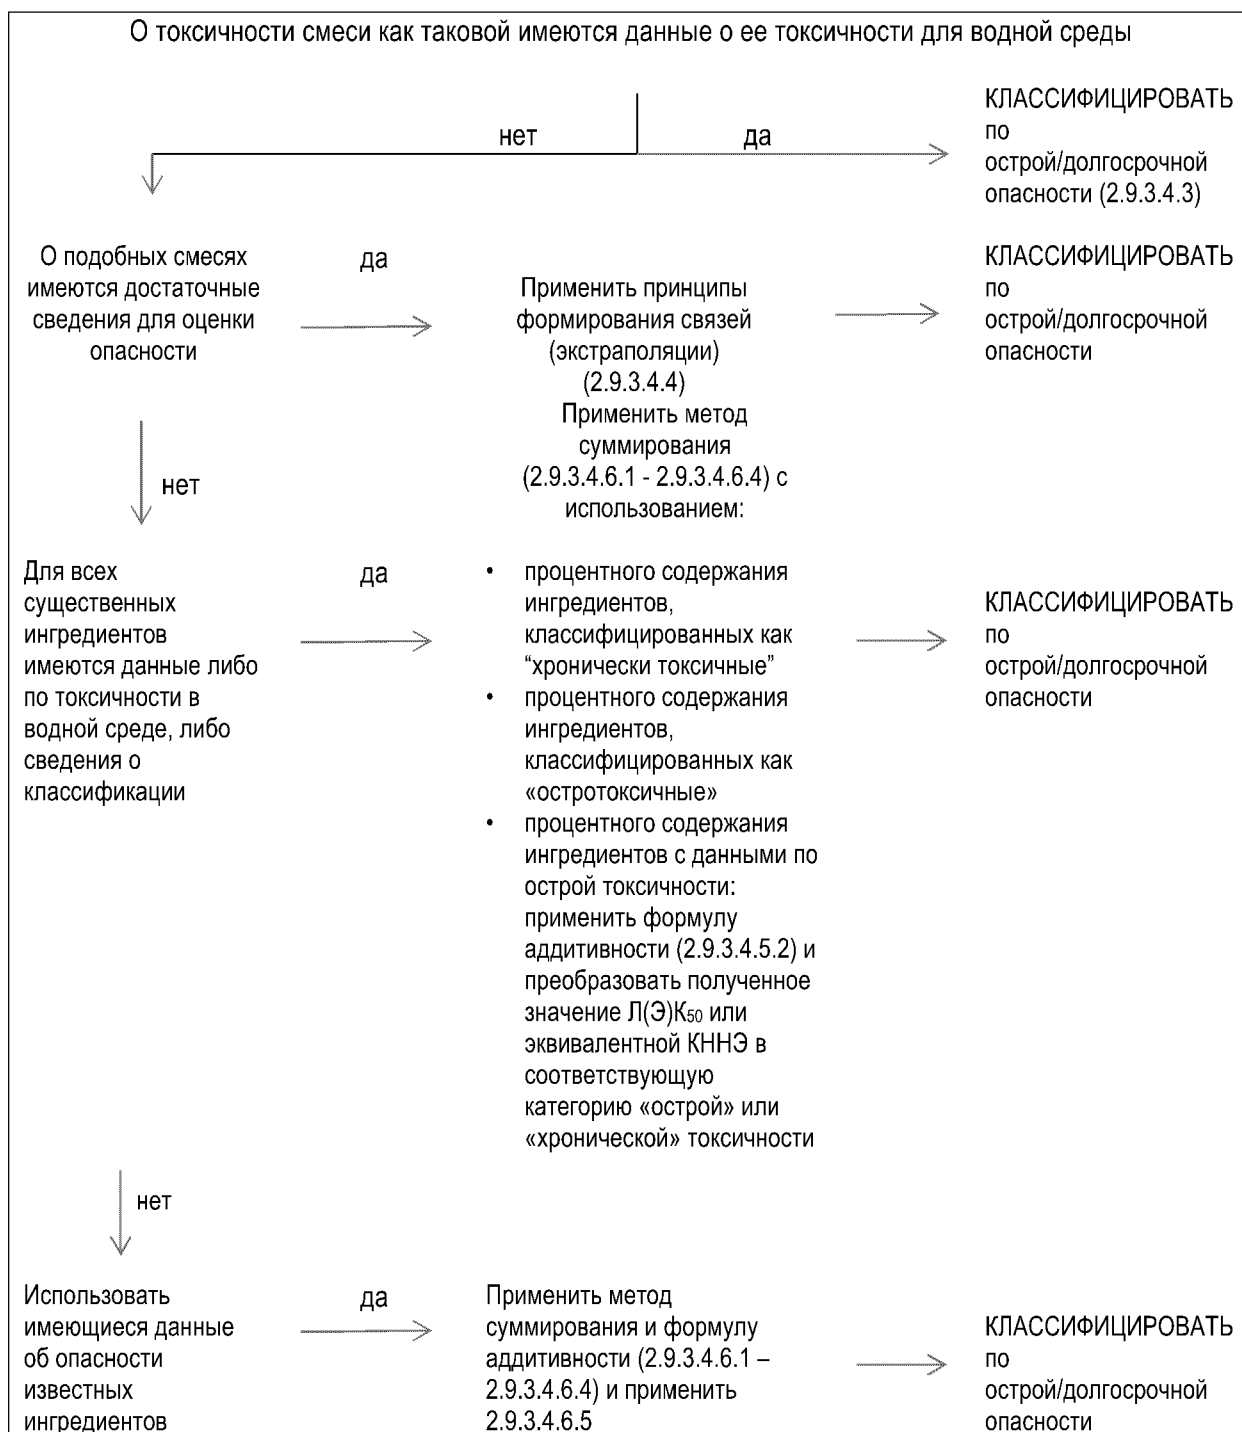 О токсичности смеси как таковой имеются данные о ее токсичности для водной среды
нет
да
КЛАССИФИЦИРОВАТЬ
по
острой/долгосрочной
опасности (2.9.3.4.3)
О подобных смесях
имеются достаточные
сведения для оценки
опасности
да
Применить принципы
формирования связей
(экстраполяции)
(2.9.3.4.4)
КЛАССИФИЦИРОВАТЬ
по
острой/долгосрочной
опасности
Применить метод
суммирования
(2.9.3.4.6.1 - 2.9.3.4.6.4) с
использованием:
нет
Для всех
существенных
ингредиентов
имеются данные либо
по токсичности в
водной среде, либо
сведения о
классификации
да
• процентного содержания
ингредиентов,
классифицированных как
“хронически токсичные”
• процентного содержания
ингредиентов,
классифицированных как
«остротоксичные»
• процентного содержания
ингредиентов с данными по
острой токсичности:
применить формулу
аддитивности (2.9.3.4.5.2) и
преобразовать полученное
значение Л(Э)К50 или
эквивалентной КННЭ в
соответствующую
категорию «острой» или
«хронической» токсичности
КЛАССИФИЦИРОВАТЬ
по
острой/долгосрочной
опасности
нет
Использовать
имеющиеся данные
об опасности
известных
ингредиентов
да
Применить метод
суммирования и формулу
аддитивности (2.9.3.4.6.1 –
2.9.3.4.6.4) и применить
2.9.3.4.6.5
КЛАССИФИЦИРОВАТЬ
по
острой/долгосрочной
опасности